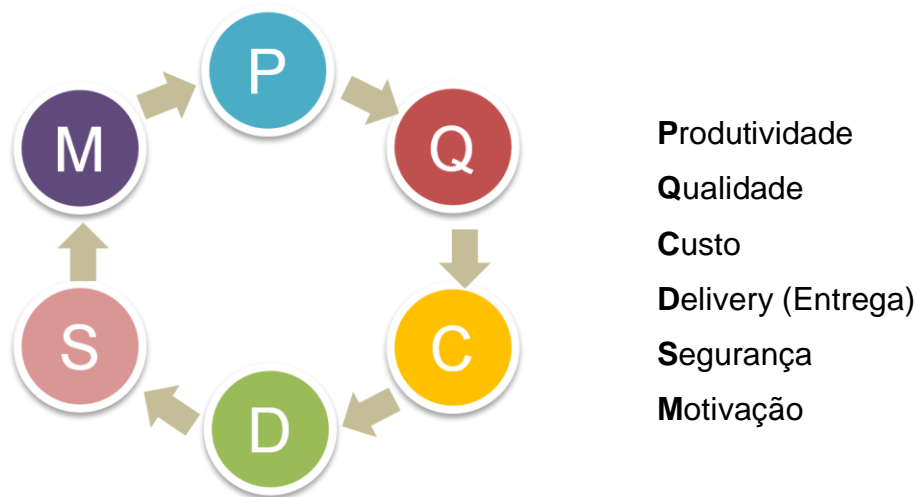 P
Q
C
D
S
M
Produtividade
Qualidade
Custo
Delivery (Entrega)
Segurança
Motivação